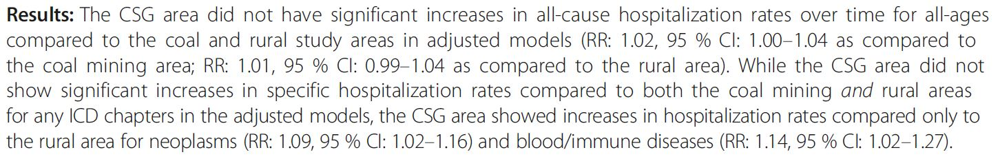 Results: The CSG area did not have significant increases in all-cause hospitalization rates over time for all-ages
compared to the coal and rural study areas in adjusted models (RR: 1.02, 95 % CI: 1.00–1.04 as compared to
the coal mining area; RR: 1.01, 95 % CI: 0.99–1.04 as compared to the rural area). While the CSG area did not
show significant increases in specific hospitalization rates compared to both the coal mining and rural areas
for any ICD chapters in the adjusted models, the CSG area showed increases in hospitalization rates compared only to
the rural area for neoplasms (RR: 1.09, 95 % CI: 1.02–1.16) and blood/immune diseases (RR: 1.14, 95 % CI: 1.02–1.27).